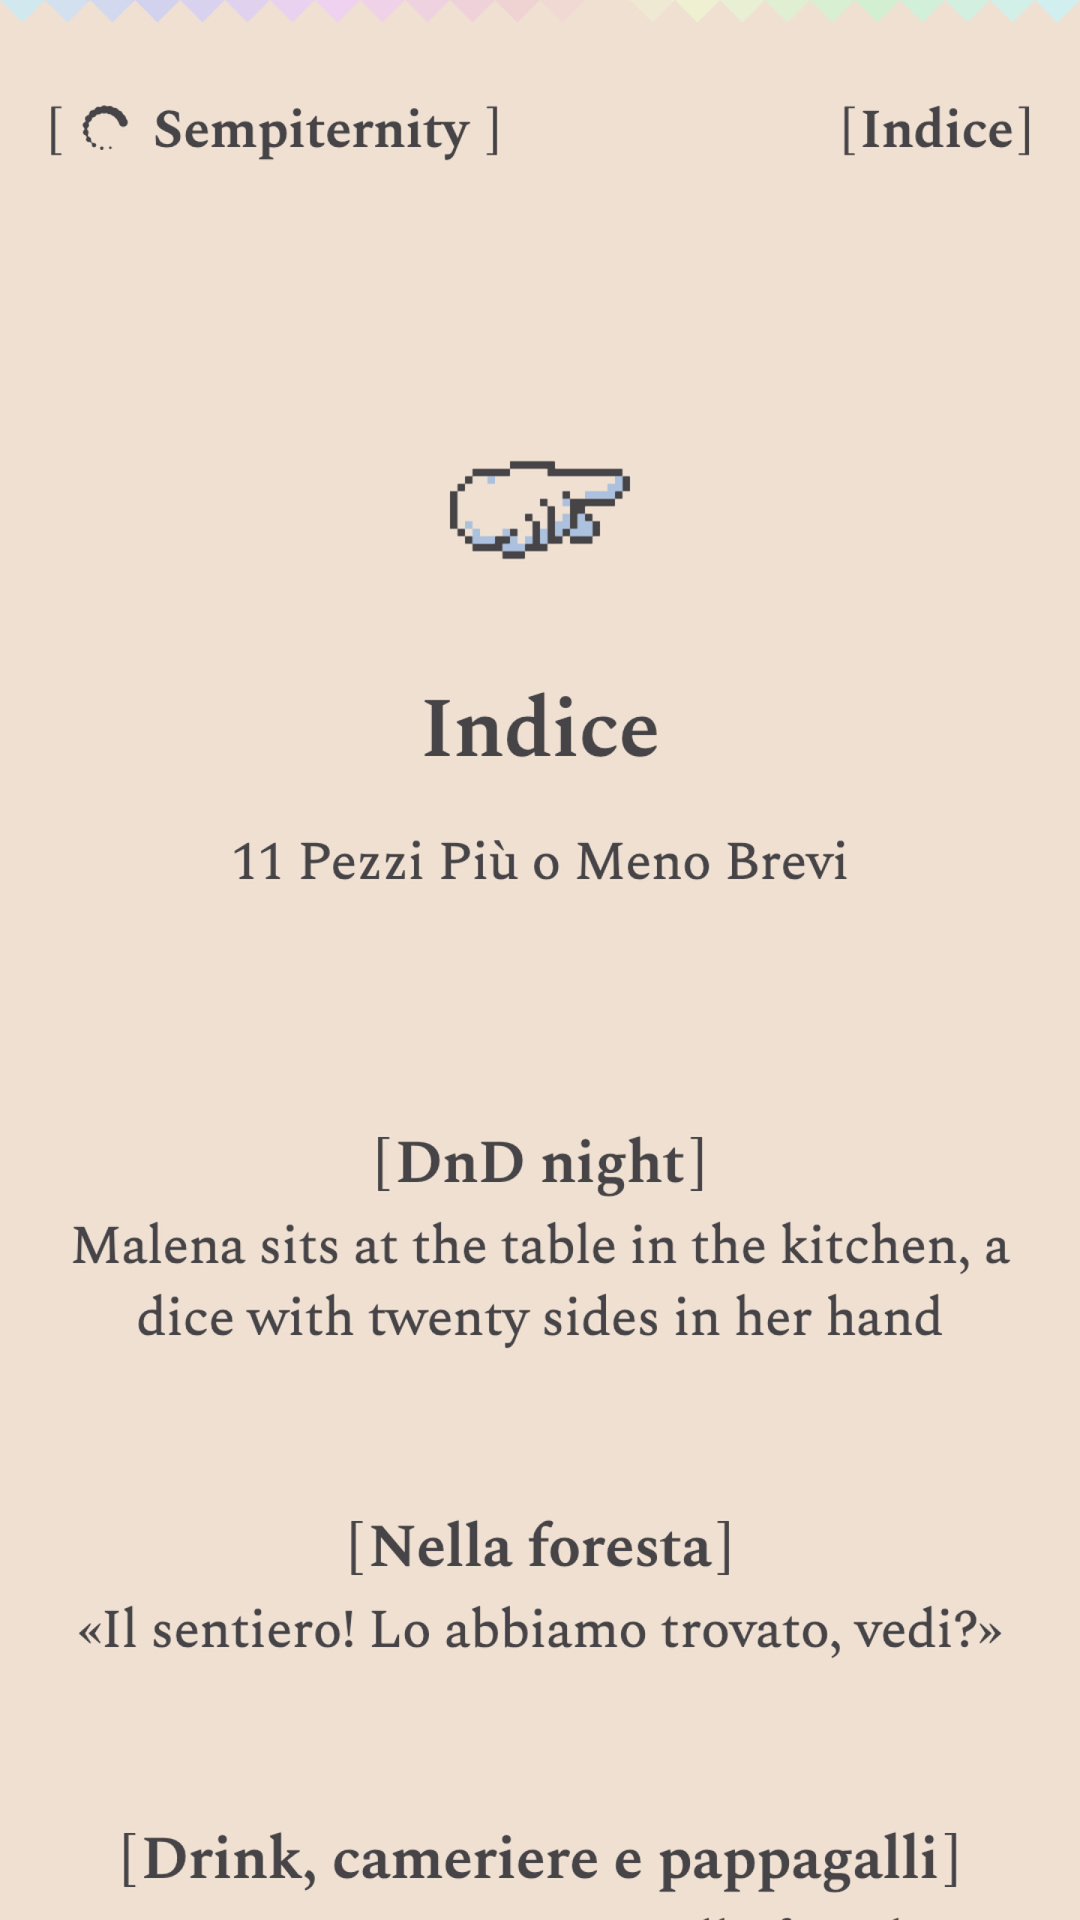 [ Sempiternity ]
[Indice]
Indice
11 Pezzi Più o Meno Brevi
[DnD night]
Malena sits at the table in the kitchen, a
dice with twenty sides in her hand
[Nella foresta]
«Il sentiero! Lo abbiamo trovato, vedi?»
[Drink, cameriere e pappagalli]